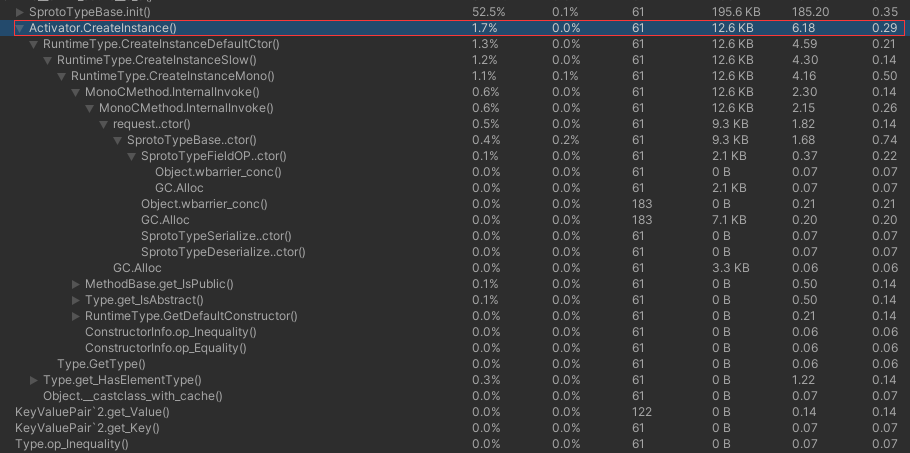 SprotoTypeBase.init() 52.5% 0.1% 61 195.6 KB 185.20 0.35
Activator.CreateInstance() 1.7% 0.0% 61 12.6 KB 6.18 0.29
RuntimeType.CreateInstanceDefaultCtor() 1.3% 0.0% 61 12.6 KB 4.59 0.21
RuntimeType.CreateInstanceSlow() 1.2% 0.0% 61 12.6 KB 4.30 0.14
RuntimeType.CreateInstanceMono() 1.1% 0.1% 61 12.6 KB 4.16 0.50
MonoCMethod.InternalInvoke() 0.6% 0.0% 61 12.6 KB 2.30 0.14
MonoCMethod.InternalInvoke() 0.6% 0.0% 61 12.6 KB 2.15 0.26
request..ctor() 0.5% 0.0% 61 9.3 KB 1.82 0.14
SprotoTypeBase..ctor() 0.4% 0.2% 61 9.3 KB 1.68 0.74
SprotoTypeFieldOP..ctor() 0.1% 0.0% 61 2.1 KB 0.37 0.22
Object.wbarrier_conc() 0.0% 0.0% 61 0 B 0.07 0.07
GC.Alloc 0.0% 0.0% 61 2.1 KB 0.07 0.07
Object.wbarrier_conc() 0.0% 0.0% 183 0 B 0.21 0.21
GC.Alloc 0.0% 0.0% 183 7.1 KB 0.20 0.20
SprotoTypeSerialize..ctor() 0.0% 0.0% 61 0 B 0.07 0.07
SprotoTypeDeserialize..ctor() 0.0% 0.0% 61 0 B 0.07 0.07
GC.Alloc 0.0% 0.0% 61 3.3 KB 0.06 0.06
MethodBase.get_IsPublic() 0.1% 0.0% 61 0 B 0.50 0.14
Type.get_IsAbstract() 0.1% 0.0% 61 0 B 0.50 0.14
RuntimeType.GetDefaultConstructor() 0.0% 0.0% 61 0 B 0.21 0.14
ConstructorInfo.op_Inequality() 0.0% 0.0% 61 0 B 0.06 0.06
ConstructorInfo.op_Equality() 0.0% 0.0% 61 0 B 0.06 0.06
Type.GetType() 0.0% 0.0% 61 0 B 0.06 0.06
Type.get_HasElementType() 0.3% 0.0% 61 0 B 1.22 0.14
Object.__castclass_with_cache() 0.0% 0.0% 61 0 B 0.07 0.07
KeyValuePair`2.get_Value() 0.0% 0.0% 122 0 B 0.14 0.14
KeyValuePair`2.get_Key() 0.0% 0.0% 61 0 B 0.07 0.07
Type.op_Inequality() 0.0% 0.0% 61 0 B 0.07 0.07